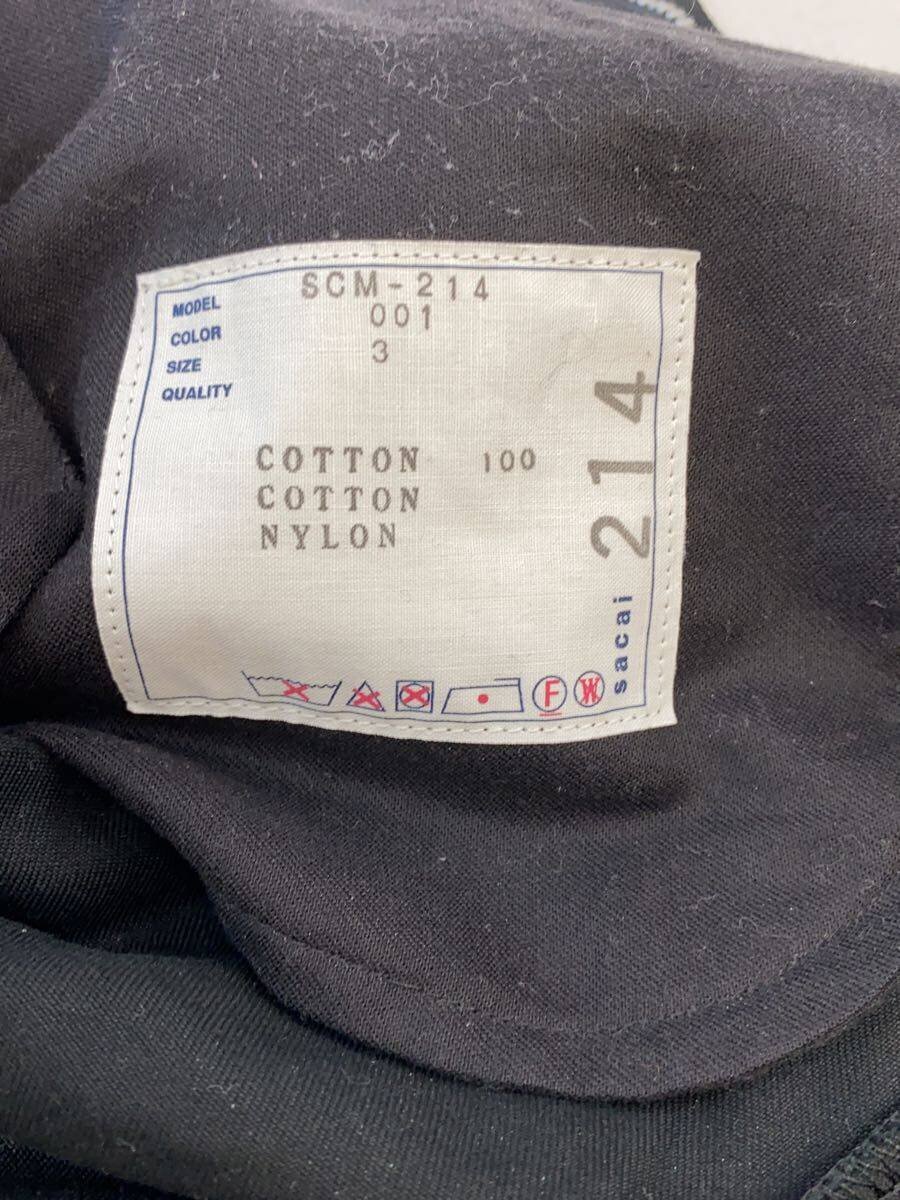 MODEL SCM-214
COLOR 001
SIZE 3
QUALITY
COTTON 100
COTTON
NYLON
F W
sacai 214